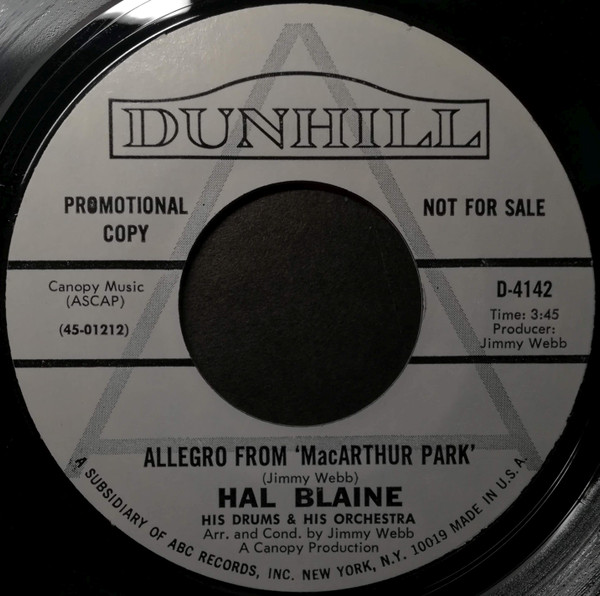 DUNHILL
PROMOTIONAL
COPY
NOT FOR SALE
Canopy Music
(ASCAP)
(45-01212)
D-4142
Time: 3:45
Producer:
Jimmy Webb
ALLEGRO FROM 'MacARTHUR PARK'
(Jimmy Webb)
HAL BLAINE
HIS DRUMS & HIS ORCHESTRA
Arr. and Cond. by Jimmy Webb
A Canopy Production
A SUBSIDIARY OF ABC RECORDS, INC. NEW YORK, N.Y. 10019 MADE IN U.S.A.